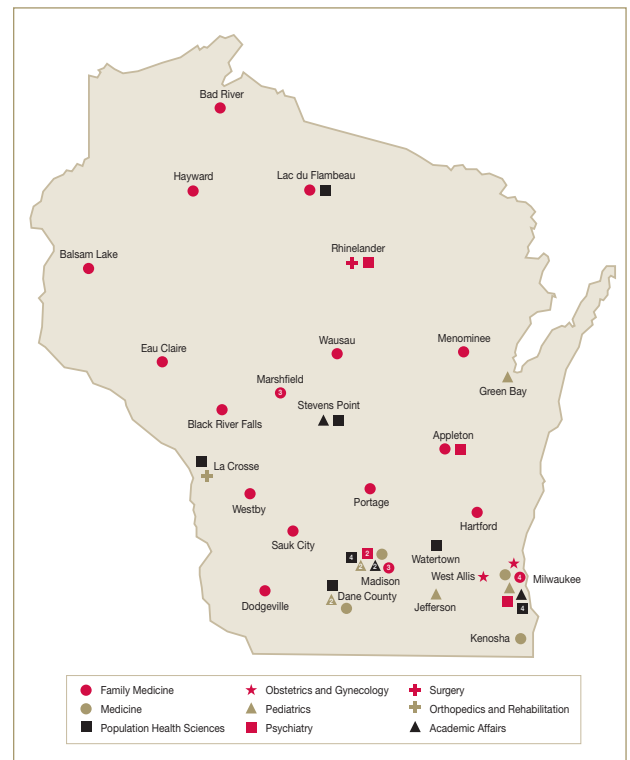 Bad River
Hayward
Lac du Flambeau
Rhinelander
Balsam Lake
Wausau
Menominee
Eau Claire
Marshfield
3
Green Bay
Stevens Point
Black River Falls
Appleton
La Crosse
Westby
Portage
Hartford
Sauk City
4
2
2
2
3
Madison
Watertown
West Allis
4
Milwaukee
Dane County
2
Dodgeville
Jefferson
4
Kenosha
Family Medicine
Obstetrics and Gynecology
Surgery
Medicine
Pediatrics
Orthopedics and Rehabilitation
Population Health Sciences
Psychiatry
Academic Affairs